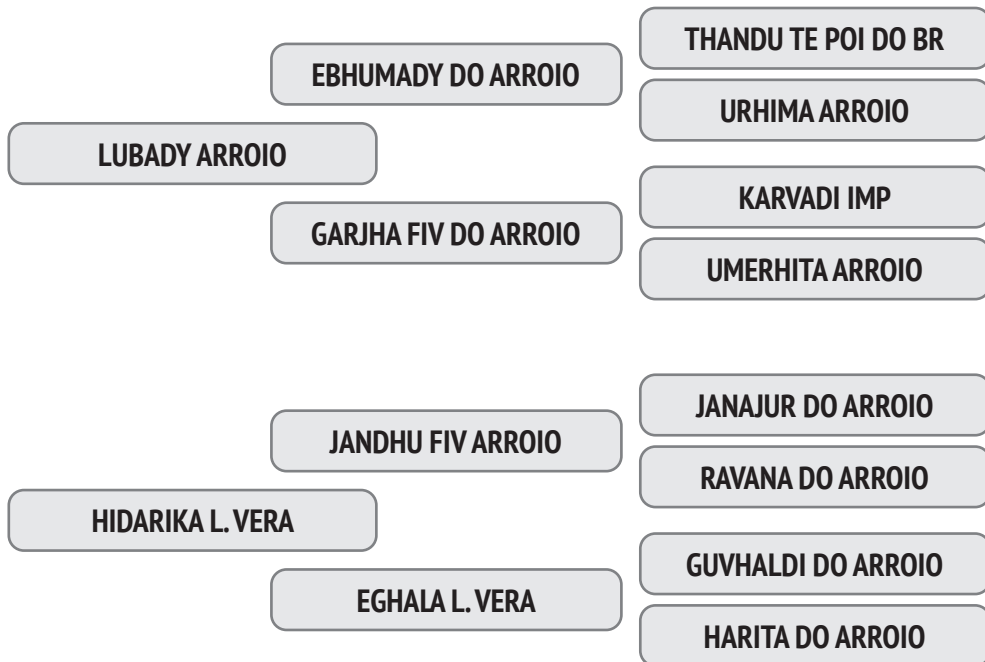 THANDU TE POI DO BR
EBHUMADY DO ARROIO
URHIMA ARROIO
LUBADY ARROIO
KARVADI IMP
GARJHA FIV DO ARROIO
UMERHITA ARROIO
JANAJUR DO ARROIO
JANDHU FIV ARROIO
RAVANA DO ARROIO
HIDARIKA L. VERA
GUVHALDI DO ARROIO
EGHALA L. VERA
HARITA DO ARROIO